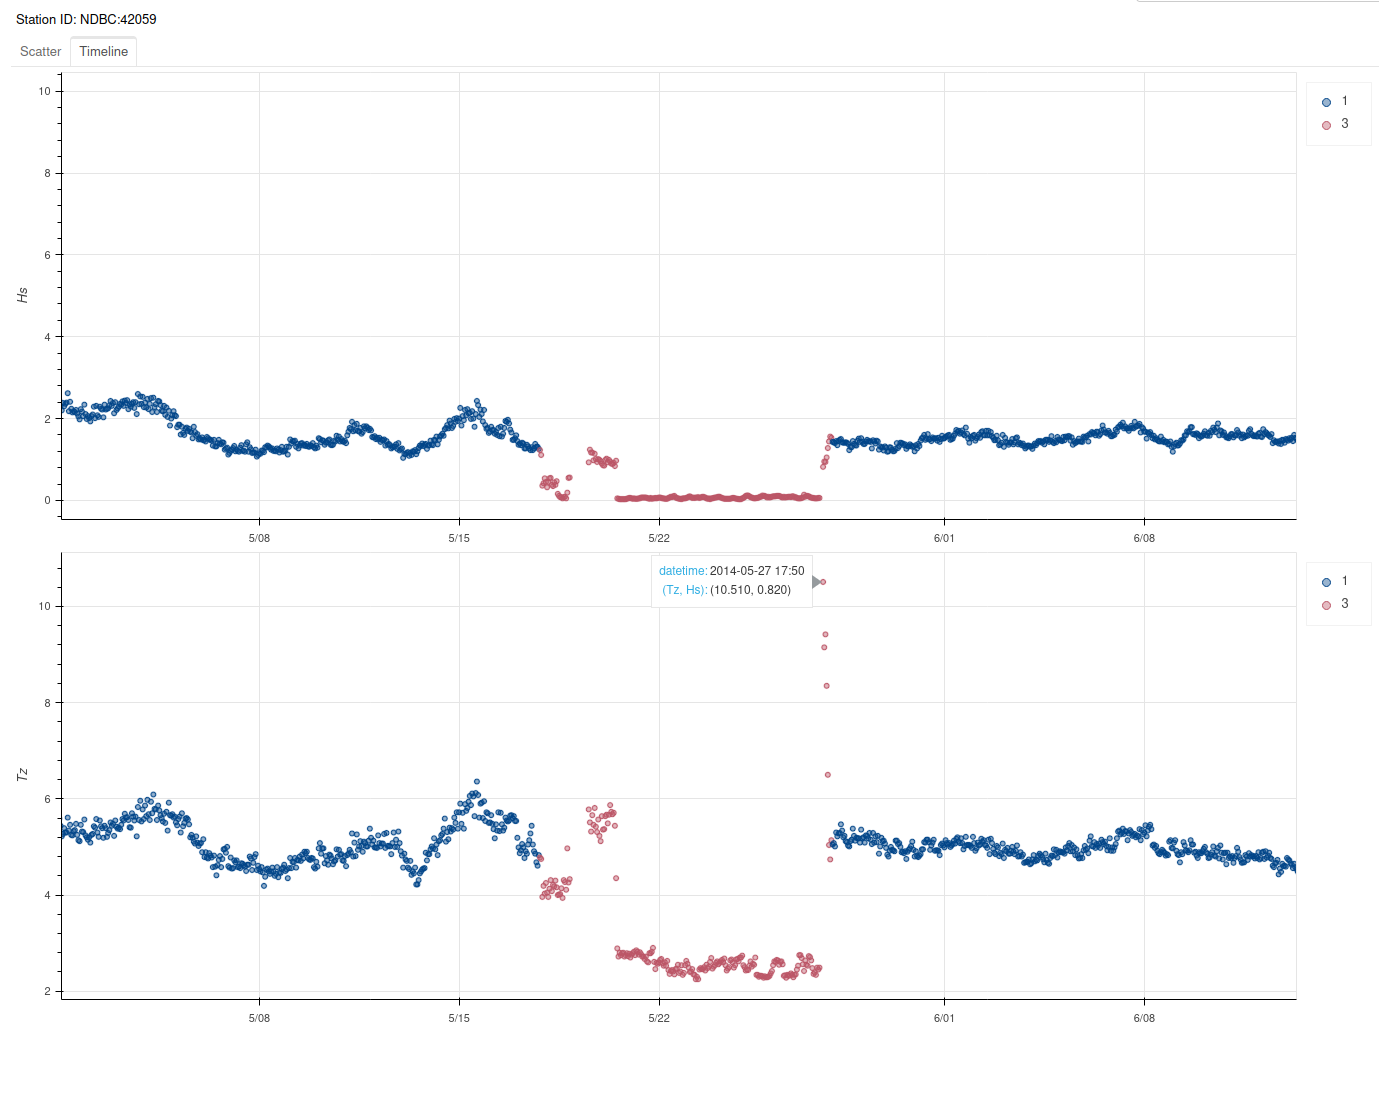 Station ID: NDBC:42059
Scatter Timeline
10
8
6
4
2
0
Hs
5/08 5/15 5/22 6/01 6/08
1
3
datetime: 2014-05-27 17:50
(Tz, Hs): (10.510, 0.820)
10
8
6
4
2
Tz
5/08 5/15 5/22 6/01 6/08
1
3